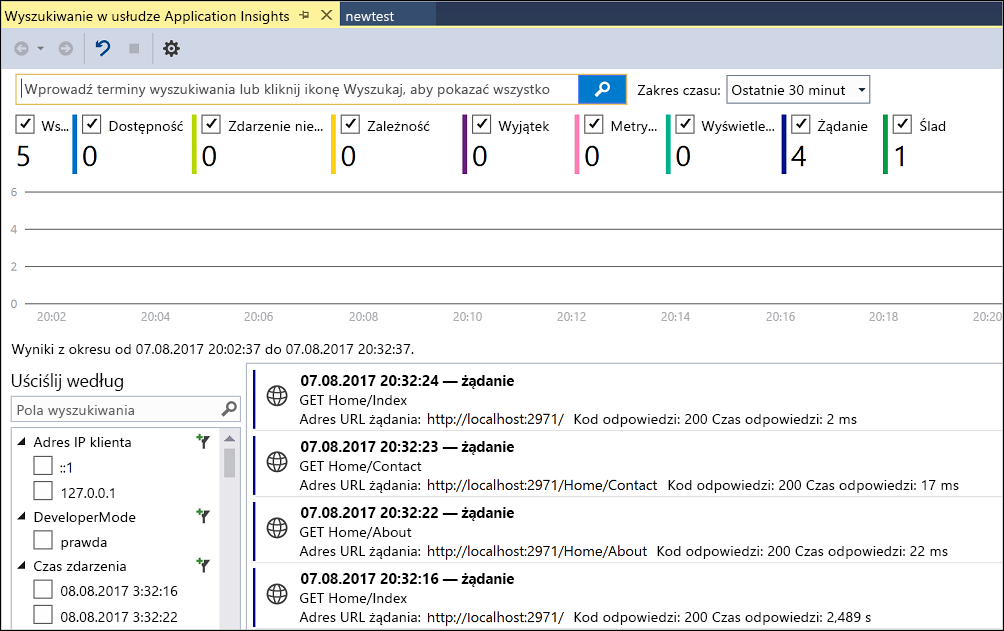 Wyszukiwanie w usłudze Application Insights newtest
Wprowadź terminy wyszukiwania lub kliknij ikonę Wyszukaj, aby pokazać wszystko Zakres czasu: Ostatnie 30 minut
Ws... Dostępność Zdarzenie nie... Zależność Wyjątek Metry... Wyświetle... Żądanie Ślad
5 0 0 0 0 0 0 4 1
6
4
2
0
20:02 20:04 20:06 20:08 20:10 20:12 20:14 20:16 20:18 20:20
Wyniki z okresu od 07.08.2017 20:02:37 do 07.08.2017 20:32:37.
Uściślij według
Pola wyszukiwania
Adres IP klienta
::1
127.0.0.1
DeveloperMode
prawda
Czas zdarzenia
08.08.2017 3:32:16
08.08.2017 3:32:22
07.08.2017 20:32:24 — żądanie
GET Home/Index
Adres URL żądania: http://localhost:2971/ Kod odpowiedzi: 200 Czas odpowiedzi: 2 ms
07.08.2017 20:32:23 — żądanie
GET Home/Contact
Adres URL żądania: http://localhost:2971/Home/Contact Kod odpowiedzi: 200 Czas odpowiedzi: 17 ms
07.08.2017 20:32:22 — żądanie
GET Home/About
Adres URL żądania: http://localhost:2971/Home/About Kod odpowiedzi: 200 Czas odpowiedzi: 22 ms
07.08.2017 20:32:16 — żądanie
GET Home/Index
Adres URL żądania: http://localhost:2971/ Kod odpowiedzi: 200 Czas odpowiedzi: 2,489 s